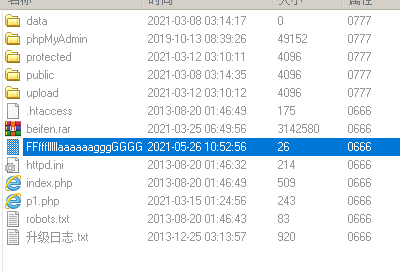 名称 时间 大小 属性
data 2021-03-08 03:14:17 0 0777
phpMyAdmin 2019-10-13 08:39:26 49152 0777
protected 2021-03-12 03:10:11 4096 0777
public 2021-03-08 03:14:35 4096 0777
upload 2021-03-12 03:10:12 4096 0777
.htaccess 2013-08-20 01:46:49 175 0666
beifen.rar 2021-03-25 06:49:56 3142580 0666
FFffflllllaaaaaagggGGGG 2021-05-26 10:52:56 26 0666
httpd.ini 2013-08-20 01:46:32 214 0666
index.php 2013-08-20 01:46:49 509 0666
p1.php 2021-03-15 01:24:56 243 0666
robots.txt 2013-08-20 01:46:43 83 0666
升级日志.txt 2013-12-25 03:13:57 920 0666